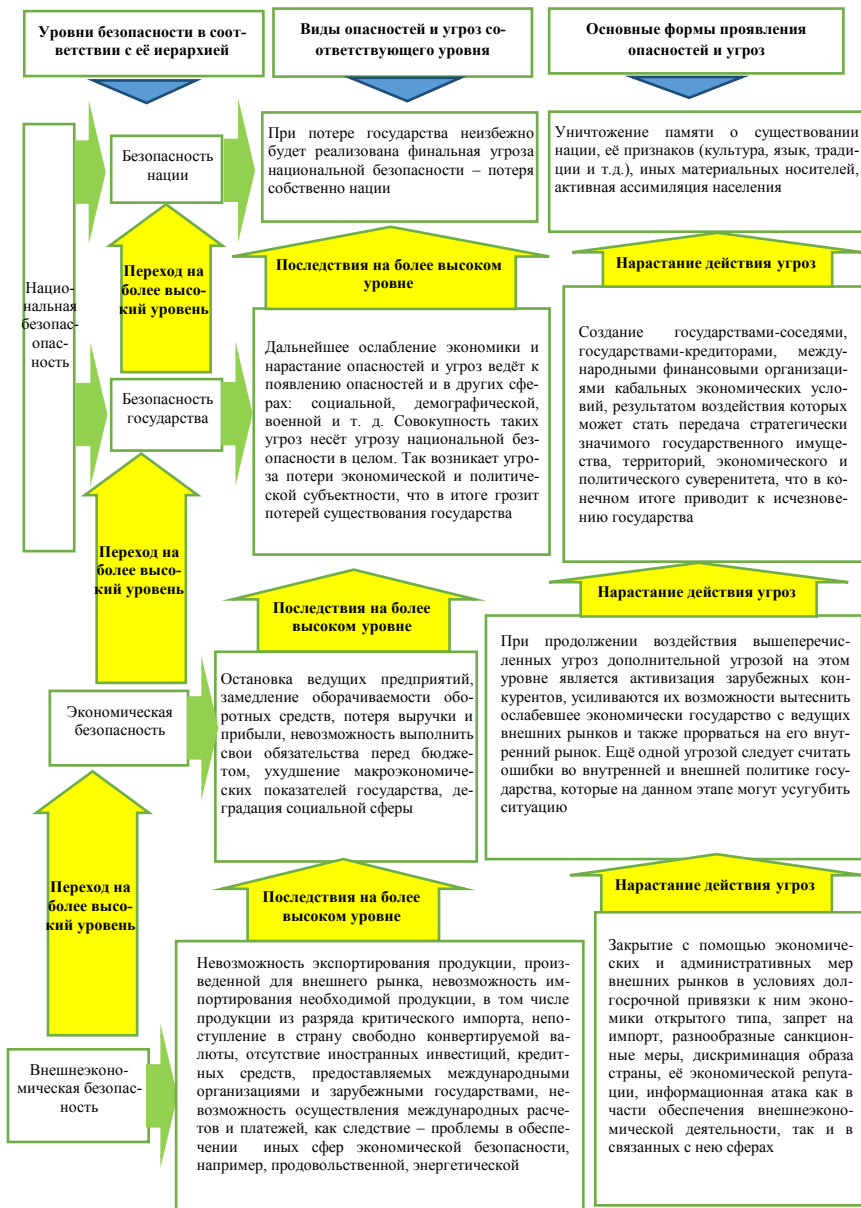 Уровни безопасности в соот-
ветствии с её иерархией
Виды опасностей и угроз со-
ответствующего уровня
Основные формы проявления
опасностей и угроз
Нацио-
нальная
безопас-
опас-
ность
Безопасность
нации
При потере государства неизбежно
будет реализована финальная угроза
национальной безопасности – потеря
собственно нации
Уничтожение памяти о существовании
нации, её признаков (культура, язык, тради-
ции и т.д.), иных материальных носителей,
активная ассимиляция населения
Переход на
более высо-
кий уровень
Последствия на более высоком
уровне
Нарастание действия угроз
Безопасность
государства
Дальнейшее ослабление экономики и
нарастание опасностей и угроз ведёт к
появлению опасностей и в других сфе-
рах: социальной, демографической,
военной и т. д. Совокупность таких
угроз несёт угрозу национальной без-
опасности в целом. Так возникает угро-
за потери экономической и полити-
ческой субъектности, что в итоге грозит
потерей существования государства
Создание государствами-соседями,
государствами-кредиторами, между-
народными финансовыми организаци-
ями кабальных экономических усло-
вий, результатом воздействия которых
может стать передача стратегически
значимого государственного имуще-
ства, территорий, экономического и
политического суверенитета, что в ко-
нечном итоге приводит к исчезнове-
нию государства
Переход на
более высо-
кий уровень
Последствия на более
высоком уровне
Нарастание действия угроз
Экономическая
безопасность
Остановка ведущих предприятий,
замедление оборачиваемости обо-
ротных средств, потеря выручки и
прибыли, невозможность выполнить
свои обязательства перед бюдже-
том, ухудшение макроэкономиче-
ских показателей государства, де-
градация социальной сферы
При продолжении воздействия вышеперечис-
ленных угроз дополнительной угрозой на этом
уровне является активизация зарубежных кон-
курентов, усиливаются их возможности вытеснить
ослабевшее экономически государство с ведущих
внешних рынков и также прорваться на его внут-
ренний рынок. Ещё одной угрозой следует считать
ошибки во внутренней и внешней политике госу-
дарства, которые на данном этапе могут усугубить
ситуацию
Переход на
более высо-
кий уровень
Последствия на более
высоком уровне
Нарастание действия угроз
Внешнеэконо-
мическая безопас-
ность
Невозможность экспортирования продукции, произ-
веденной для внешнего рынка, невозможность им-
портирования необходимой продукции, в том числе
продукции из разряда критического импорта, непо-
ступление в страну свободно конвертируемой ва-
люты, отсутствие иностранных инвестиций, кредит-
ных средств, предоставляемых международными
организациями и зарубежными государствами, не-
возможность осуществления международных расче-
тов и платежей, как следствие – проблемы в обеспе-
чении иных сфер экономической безопасности,
например, продовольственной, энергетической
Закрытие с помощью экономиче-
ских и административных мер
внешних рынков в условиях дол-
госрочной привязки к ним эконо-
мики открытого типа, запрет на
импорт, разнообразные санкцион-
ные меры, дискриминация образа
страны, её экономической репута-
ции, информационная атака как в
части обеспечения внешнеэконо-
мической деятельности, так и в
связанных с нею сферах